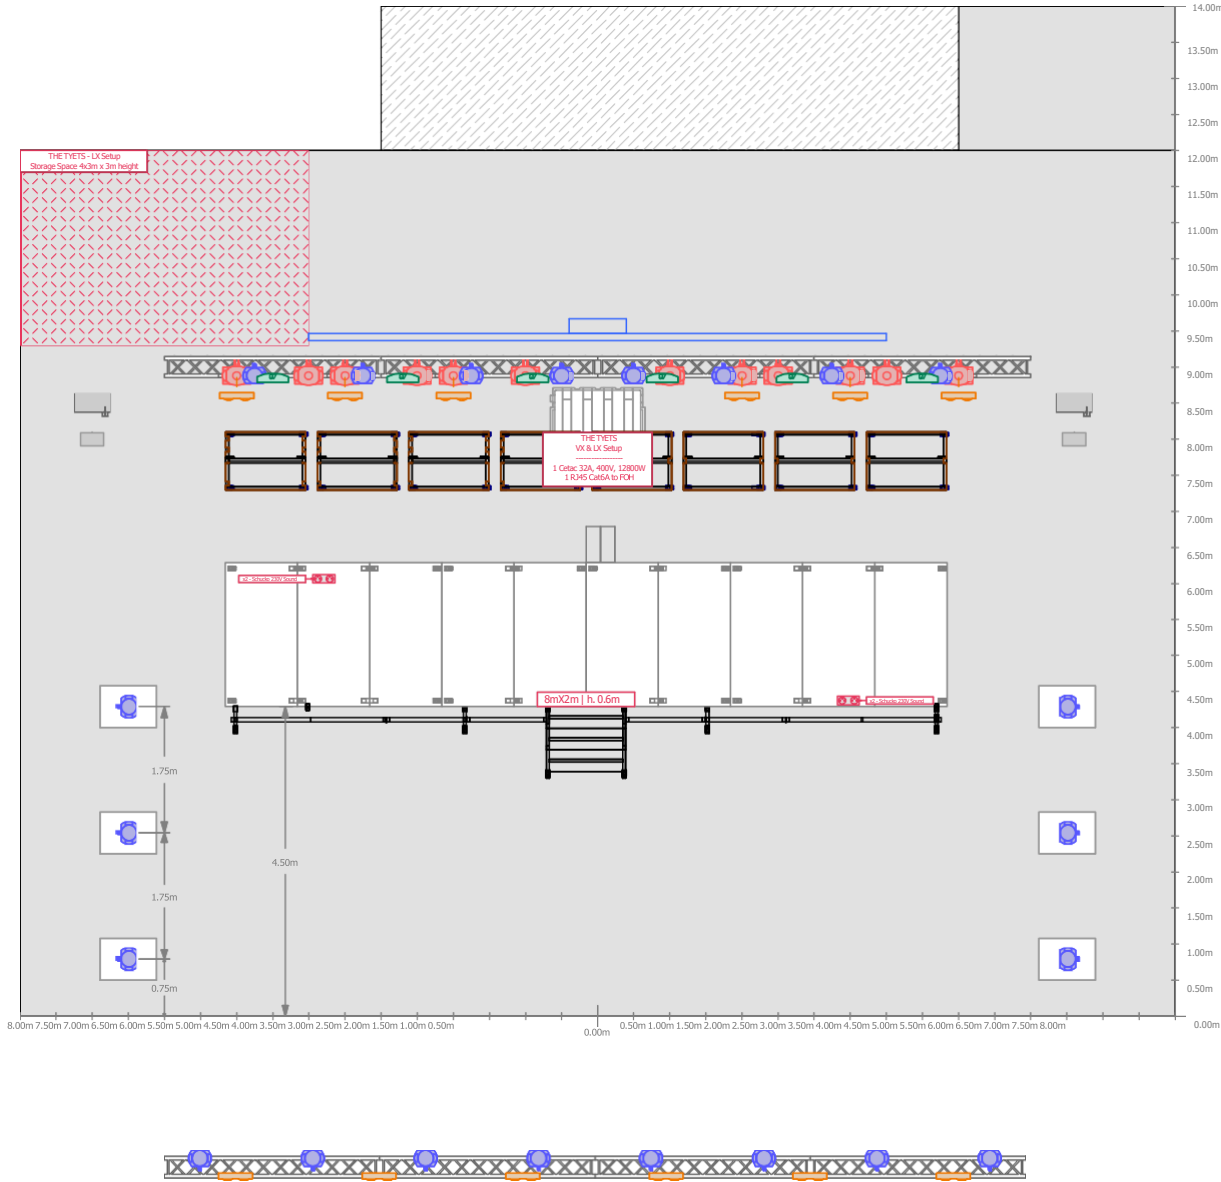 14.00m
13.50m
13.00m
12.50m
12.00m
THE TYETS - LX Setup
Storage Space 4x3m x 3m height
11.50m
11.00m
10.50m
10.00m
9.50m
9.00m
8.50m
8.00m
THE TYETS
VX & LX Setup
--------------------
1 Cetac 32A, 400V, 12800W
1 RJ45 Cat6A to FOH
7.50m
7.00m
6.50m
x2 - Schucko 230V Sound
6.00m
5.50m
5.00m
8mX2m | h. 0.6m
x2 - Schucko 230V Sound
4.50m
4.00m
1.75m
3.50m
3.00m
4.50m
2.50m
2.00m
1.75m
1.50m
1.00m
0.75m
0.50m
8.00m 7.50m 7.00m 6.50m 6.00m 5.50m 5.00m 4.50m 4.00m 3.50m 3.00m 2.50m 2.00m 1.50m 1.00m 0.50m 0.00m 0.50m 1.00m 1.50m 2.00m 2.50m 3.00m 3.50m 4.00m 4.50m 5.00m 5.50m 6.00m 6.50m 7.00m 7.50m 8.00m
0.00m